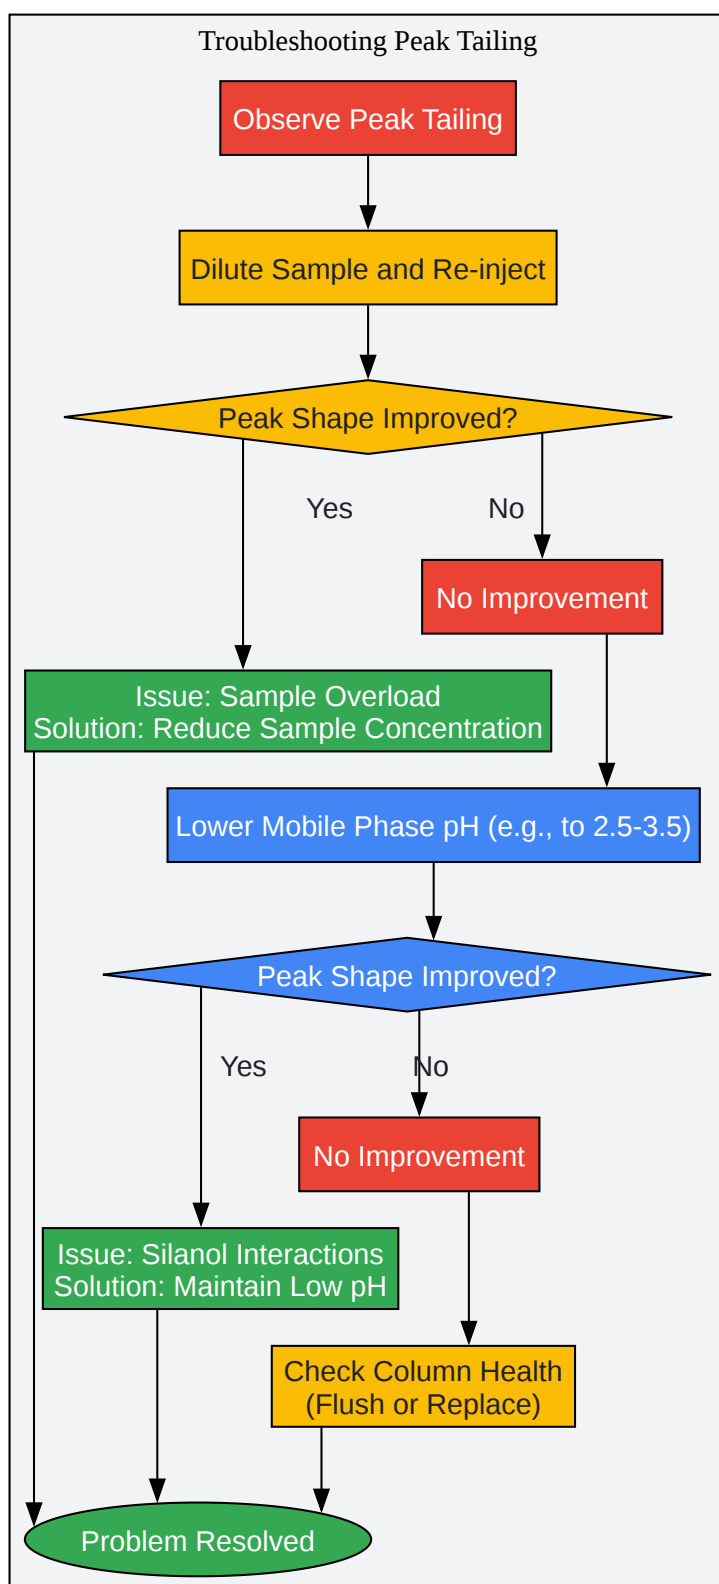 Troubleshooting Peak Tailing
Observe Peak Tailing
Dilute Sample and Re-inject
Peak Shape Improved?
Yes
No
No Improvement
Issue: Sample Overload
Solution: Reduce Sample Concentration
Lower Mobile Phase pH (e.g., to 2.5-3.5)
Peak Shape Improved?
Yes
No
No Improvement
Issue: Silanol Interactions
Solution: Maintain Low pH
Check Column Health
(Flush or Replace)
Problem Resolved